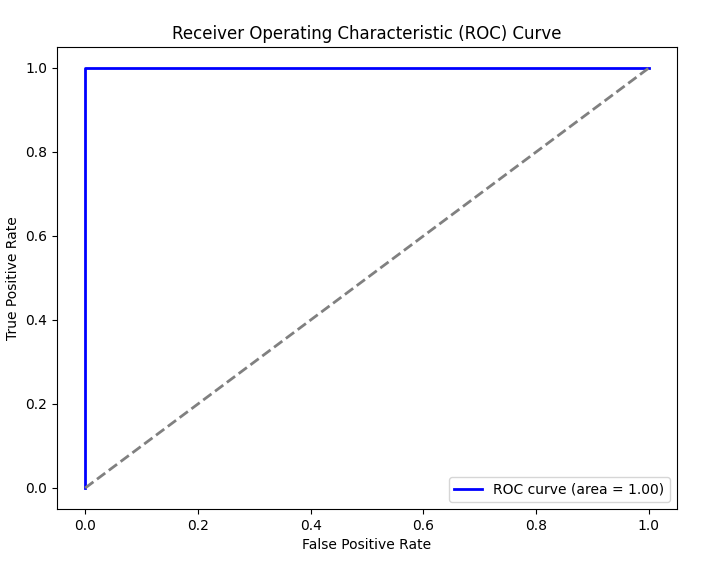 Receiver Operating Characteristic (ROC) Curve
1.0
0.8
0.6
0.4
0.2
0.0
True Positive Rate
ROC curve (area = 1.00)
0.0 0.2 0.4 0.6 0.8 1.0
False Positive Rate